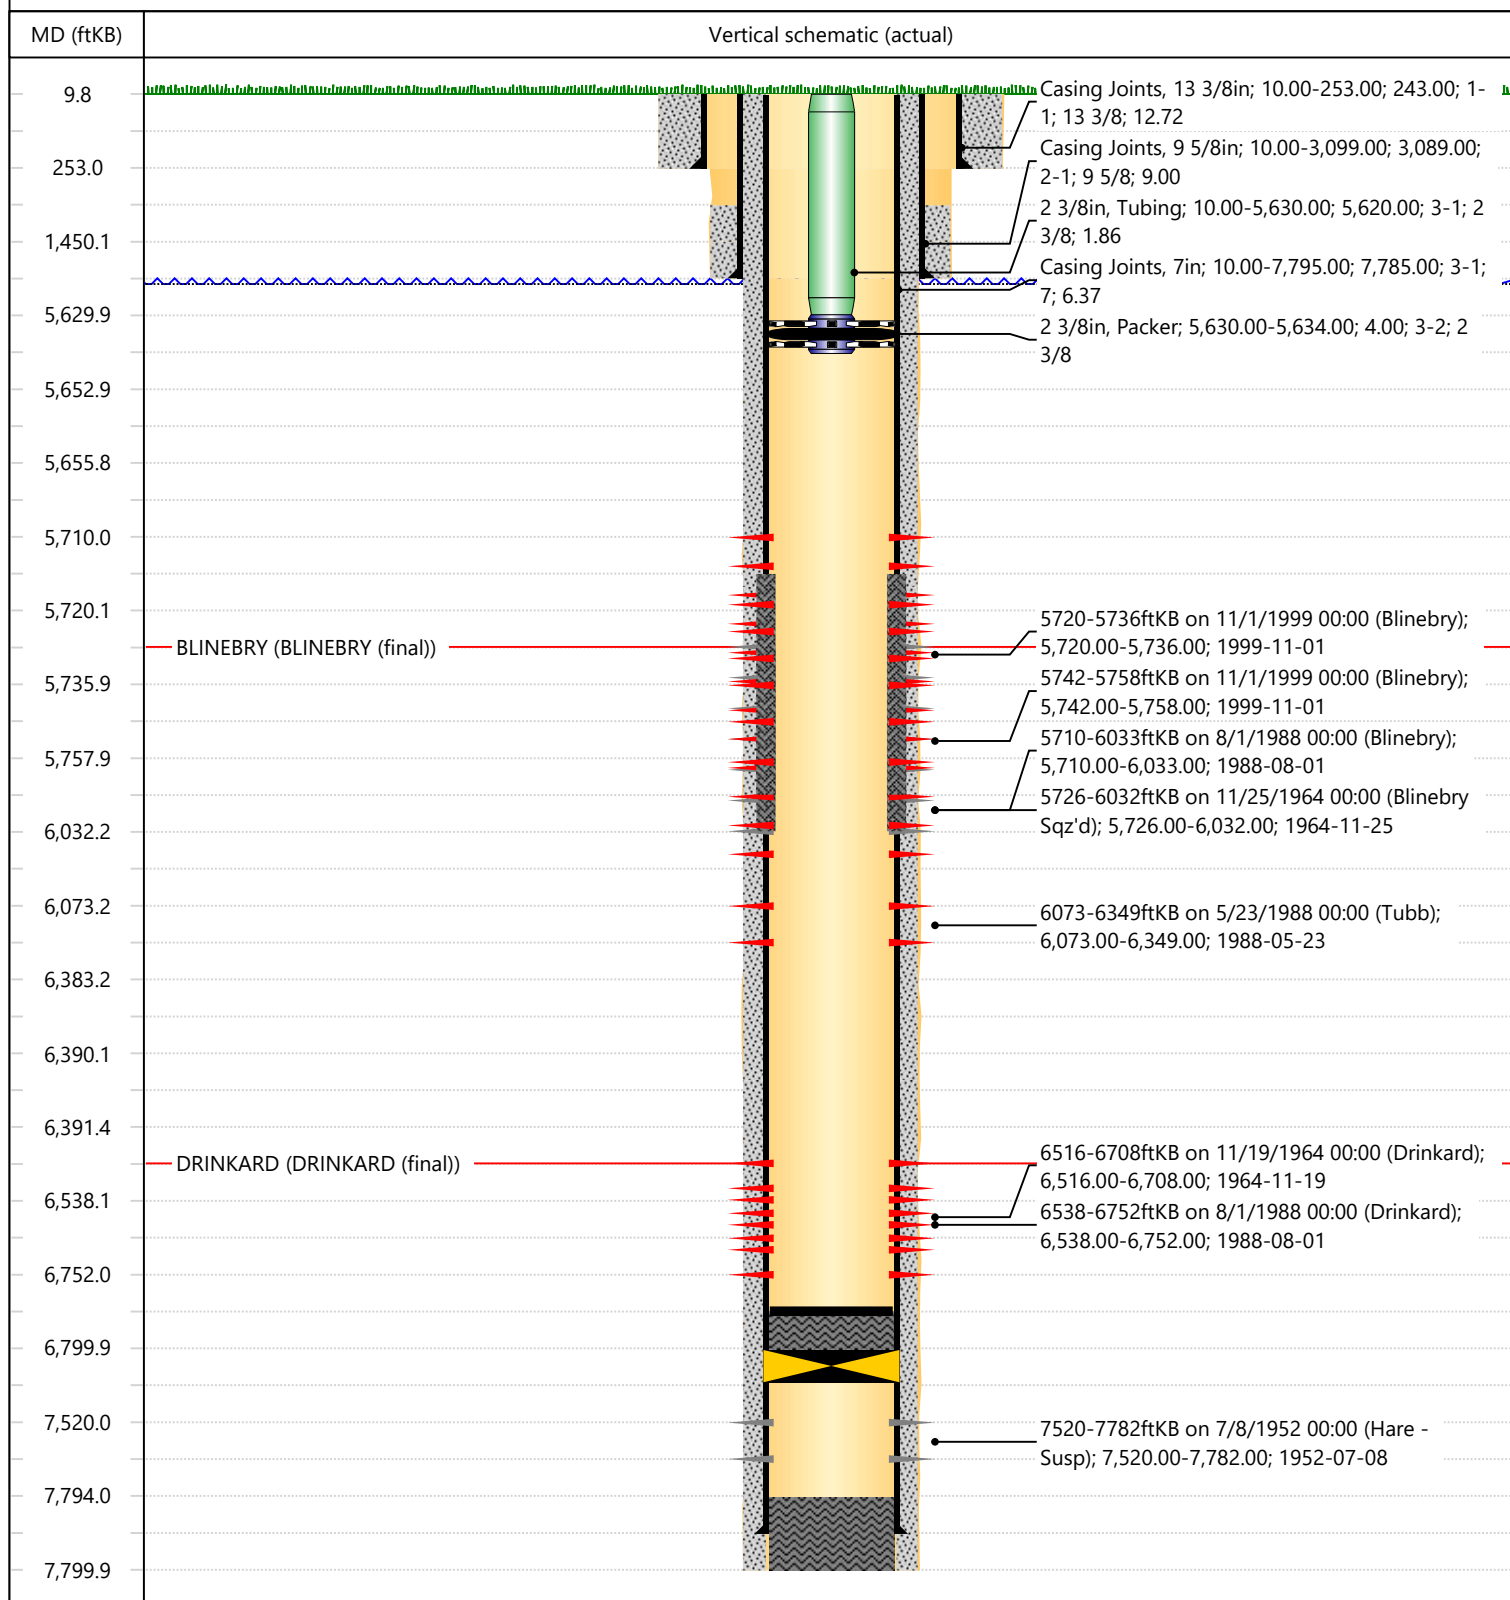 MD (ftKB)
Vertical schematic (actual)
9.8
253.0
1,450.1
5,629.9
5,652.9
5,655.8
5,710.0
5,720.1
5,735.9
5,757.9
6,032.2
6,073.2
6,383.2
6,390.1
6,391.4
6,538.1
6,752.0
6,799.9
7,520.0
7,794.0
7,799.9
BLINEBRY (BLINEBRY (final))
DRINKARD (DRINKARD (final))
Casing Joints, 13 3/8in; 10.00-253.00; 243.00; 1-
1; 13 3/8; 12.72
Casing Joints, 9 5/8in; 10.00-3,099.00; 3,089.00;
2-1; 9 5/8; 9.00
2 3/8in, Tubing; 10.00-5,630.00; 5,620.00; 3-1; 2
3/8; 1.86
Casing Joints, 7in; 10.00-7,795.00; 7,785.00; 3-1;
7; 6.37
2 3/8in, Packer; 5,630.00-5,634.00; 4.00; 3-2; 2
3/8
5720-5736ftKB on 11/1/1999 00:00 (Blinebry);
5,720.00-5,736.00; 1999-11-01
5742-5758ftKB on 11/1/1999 00:00 (Blinebry);
5,742.00-5,758.00; 1999-11-01
5710-6033ftKB on 8/1/1988 00:00 (Blinebry);
5,710.00-6,033.00; 1988-08-01
5726-6032ftKB on 11/25/1964 00:00 (Blinebry
Sqz'd); 5,726.00-6,032.00; 1964-11-25
6073-6349ftKB on 5/23/1988 00:00 (Tubb);
6,073.00-6,349.00; 1988-05-23
6516-6708ftKB on 11/19/1964 00:00 (Drinkard);
6,516.00-6,708.00; 1964-11-19
6538-6752ftKB on 8/1/1988 00:00 (Drinkard);
6,538.00-6,752.00; 1988-08-01
7520-7782ftKB on 7/8/1952 00:00 (Hare -
Susp); 7,520.00-7,782.00; 1952-07-08